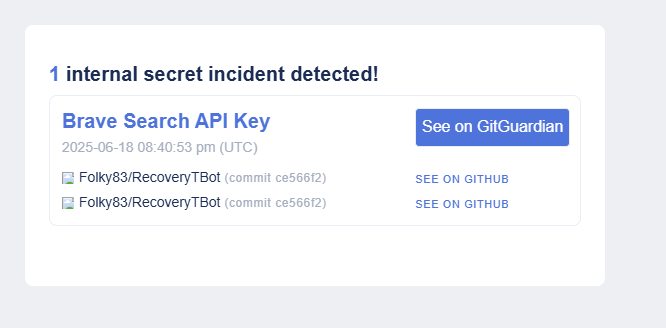 1 internal secret incident detected!
Brave Search API Key
See on GitGuardian
2025-06-18 08:40:53 pm (UTC)
Folky83/RecoveryTBot (commit ce566f2) SEE ON GITHUB
Folky83/RecoveryTBot (commit ce566f2) SEE ON GITHUB